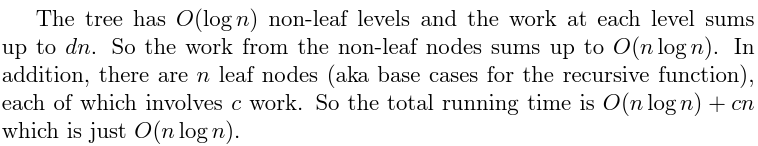 The tree has O(log n) non-leaf levels and the work at each level sums
up to dn. So the work from the non-leaf nodes sums up to O(n log n). In
addition, there are n leaf nodes (aka base cases for the recursive function),
each of which involves c work. So the total running time is O(n log n) + cn
which is just O(n log n).